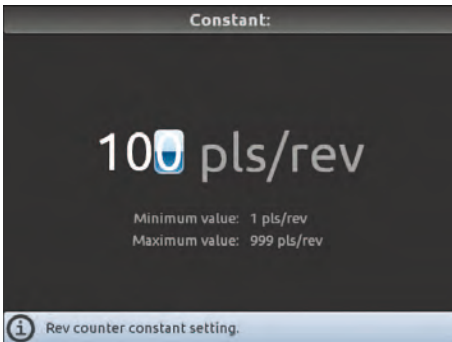 Constant:
100 pls/rev
Minimum value: 1 pls/rev
Maximum value: 999 pls/rev
Rev counter constant setting.